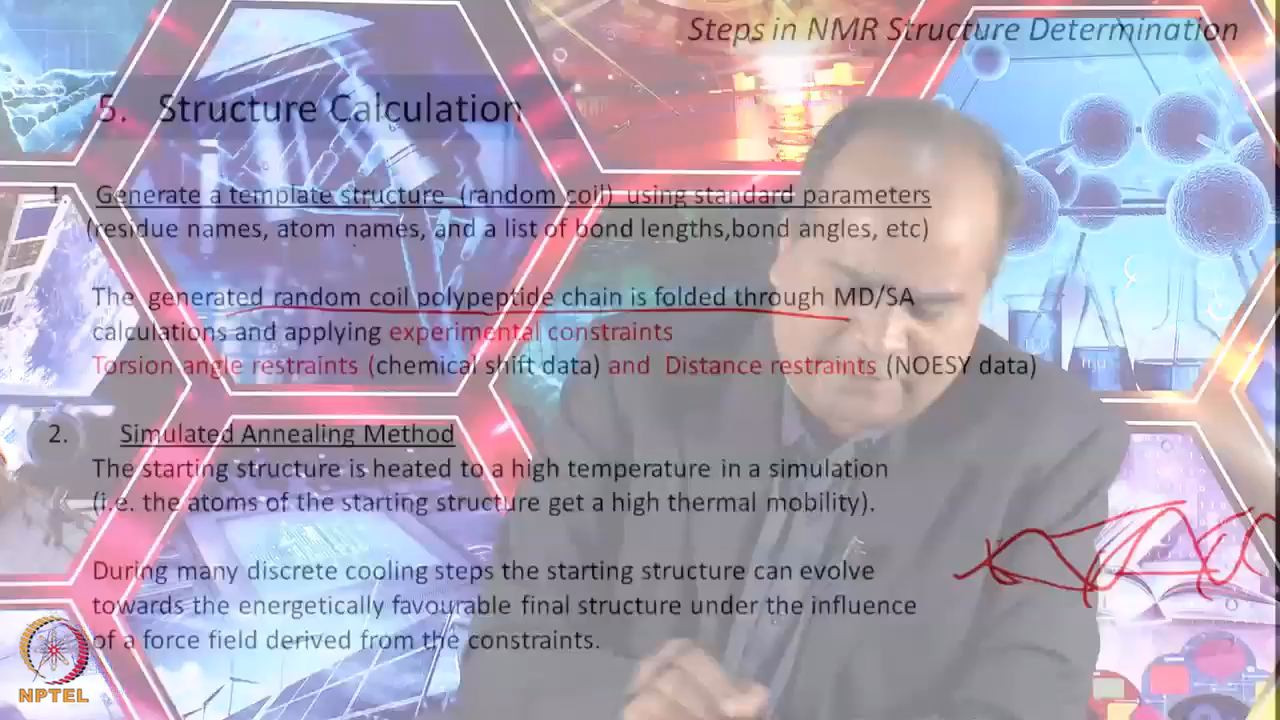 Steps in NMR Structure Determination
5. Structure Calculation
1. Generate a template structure (random coil) using standard parameters
(residue names, atom names, and a list of bond lengths,bond angles, etc)
The generated random coil polypeptide chain is folded through MD/SA
calculations and applying experimental constraints
Torsion angle restraints (chemical shift data) and Distance restraints (NOESY data)
2. Simulated Annealing Method
The starting structure is heated to a high temperature in a simulation
(i.e. the atoms of the starting structure get a high thermal mobility).
During many discrete cooling steps the starting structure can evolve
towards the energetically favourable final structure under the influence
of a force field derived from the constraints.
NPTEL